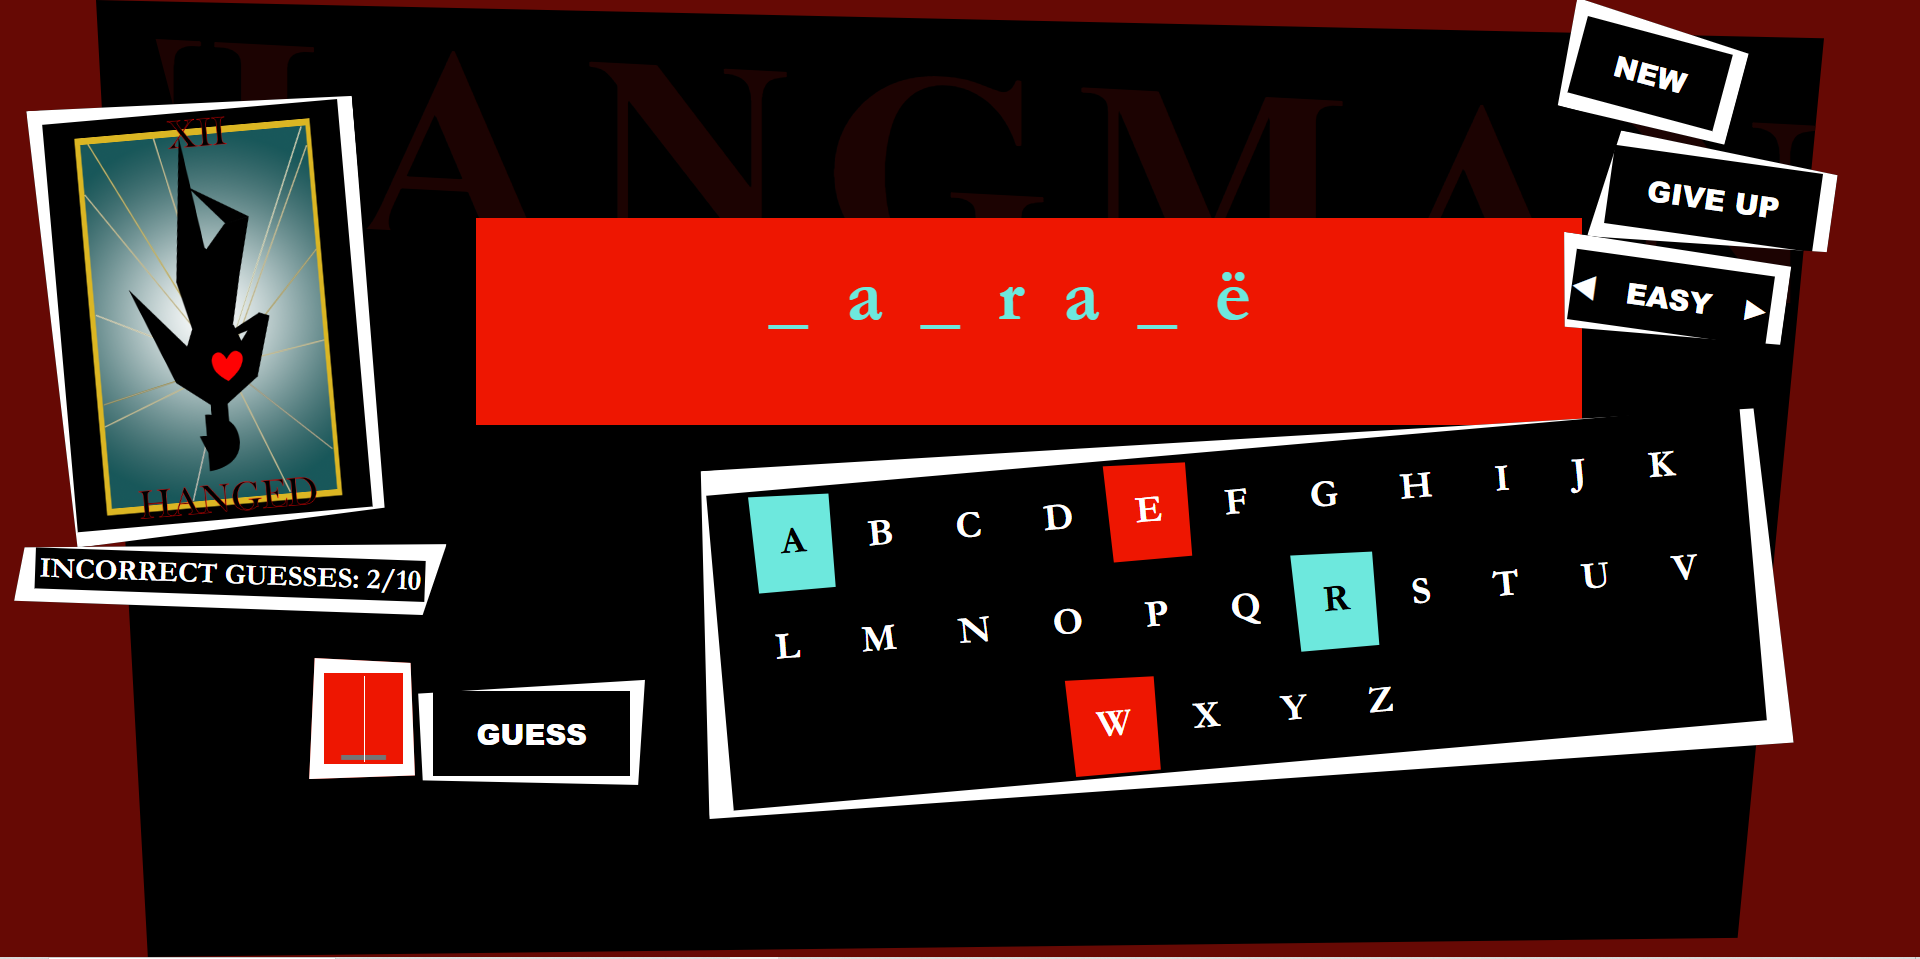 HANGMAN
NEW
XII
GIVE UP
_ a _ r a _ ë
◀ EASY ▶
HANGED
A B C D E F G H I J K
INCORRECT GUESSES: 2/10
L M N O P Q R S T U V
W X Y Z
GUESS